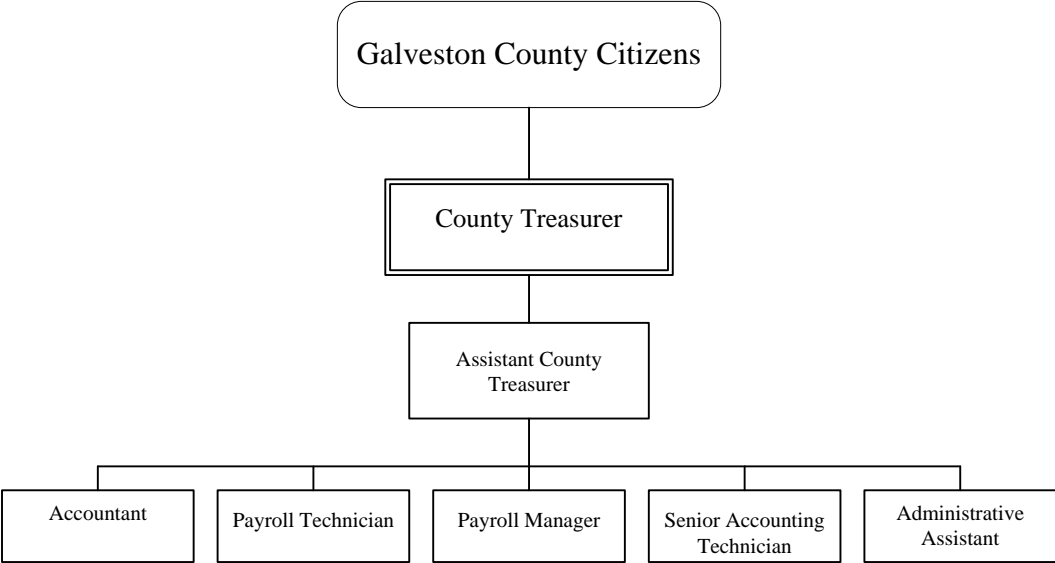 Galveston County Citizens
County Treasurer
Assistant County
Treasurer
Accountant
Payroll Technician
Payroll Manager
Senior Accounting
Technician
Administrative
Assistant